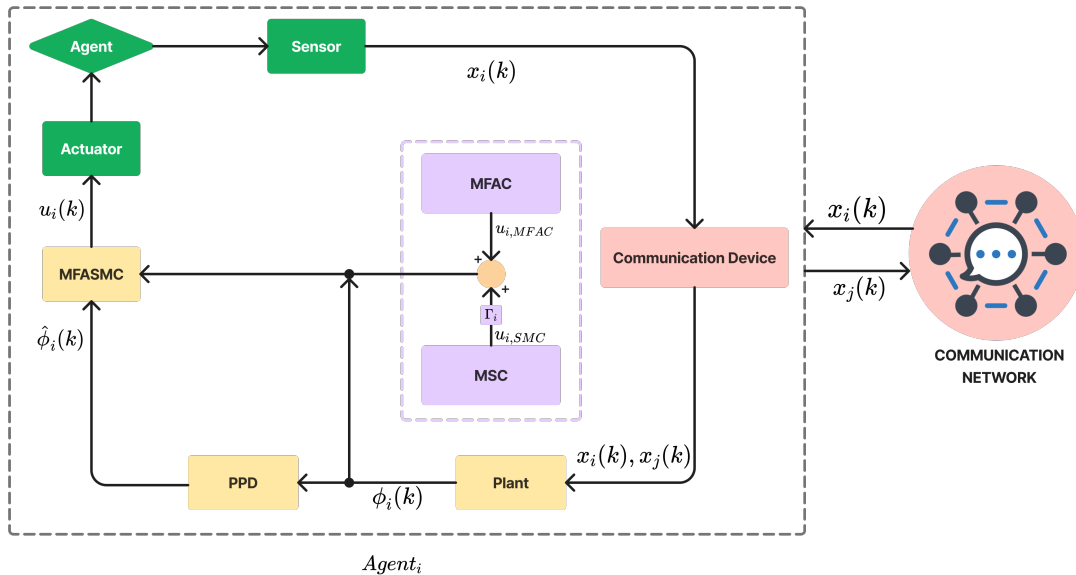 Agent
Sensor
x_i(k)
Actuator
MFAC
u_i(k)
u_{i,MFAC}
x_i(k)
Communication Device
MFASMC
+
+
x_j(k)
Γ_i
\hat{ϕ}_i(k)
u_{i,SMC}
COMMUNICATION
NETWORK
MSC
x_i(k), x_j(k)
PPD
Plant
ϕ_i(k)
Agent_i